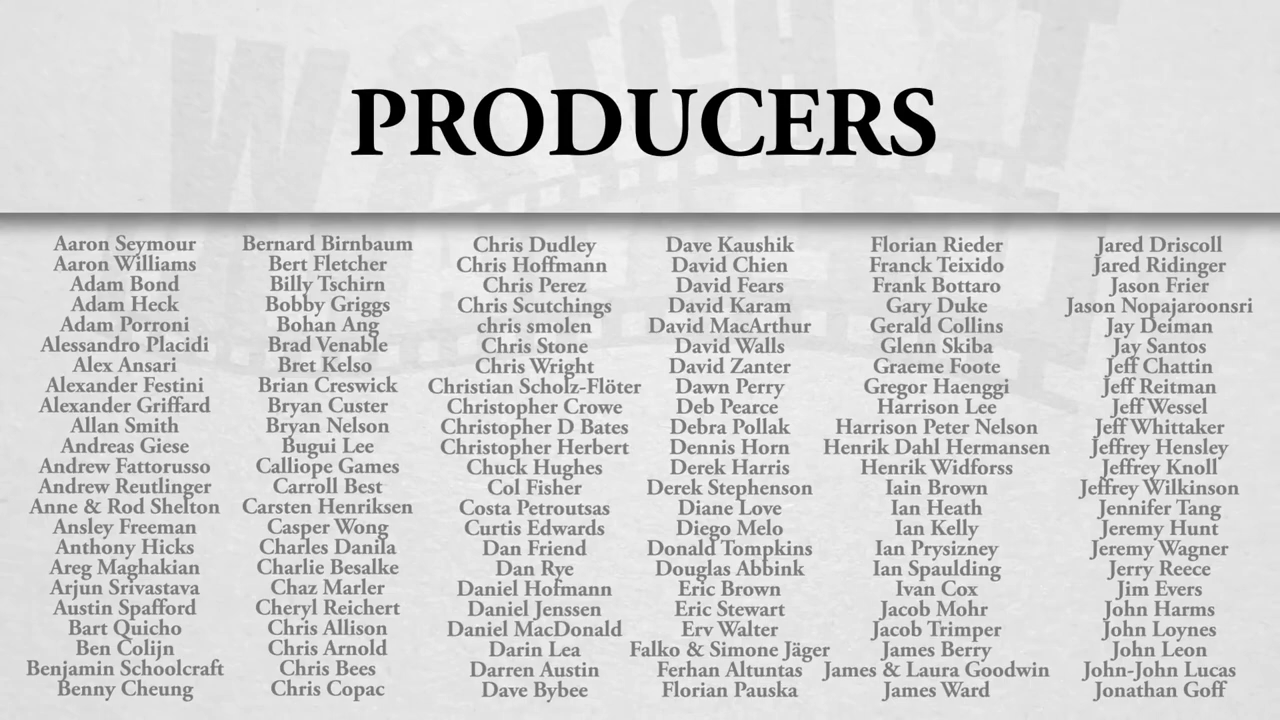 PRODUCERS
Aaron Seymour
Aaron Williams
Adam Bond
Adam Heck
Adam Porroni
Alessandro Placidi
Alex Ansari
Alexander Festini
Alexander Griffard
Allan Smith
Andreas Giese
Andrew Fattorusso
Andrew Reutlinger
Anne & Rod Shelton
Ansley Freeman
Anthony Hicks
Areg Maghakian
Arjun Srivastava
Austin Spafford
Bart Quicho
Ben Colijn
Benjamin Schoolcraft
Benny Cheung
Bernard Birnbaum
Bert Fletcher
Billy Tschirn
Bobby Griggs
Bohan Ang
Brad Venable
Bret Kelso
Brian Creswick
Bryan Custer
Bryan Nelson
Bugui Lee
Calliope Games
Carroll Best
Carsten Henriksen
Casper Wong
Charles Danila
Charlie Besalke
Chaz Marler
Cheryl Reichert
Chris Allison
Chris Arnold
Chris Bees
Chris Copac
Chris Dudley
Chris Hoffmann
Chris Perez
Chris Scutchings
chris smolen
Chris Stone
Chris Wright
Christian Scholz-Flöter
Christopher Crowe
Christopher D Bates
Christopher Herbert
Chuck Hughes
Col Fisher
Costa Petroutsas
Curtis Edwards
Dan Friend
Dan Rye
Daniel Hofmann
Daniel Jenssen
Daniel MacDonald
Darin Lea
Darren Austin
Dave Bybee
Dave Kaushik
David Chien
David Fears
David Karam
David MacArthur
David Walls
David Zanter
Dawn Perry
Deb Pearce
Debra Pollak
Dennis Horn
Derek Harris
Derek Stephenson
Diane Love
Diego Melo
Donald Tompkins
Douglas Abbink
Eric Brown
Eric Stewart
Erv Walter
Falko & Simone Jäger
Ferhan Altuntas
Florian Pauska
Florian Rieder
Franck Teixido
Frank Bottaro
Gary Duke
Gerald Collins
Glenn Skiba
Graeme Foote
Gregor Haenggi
Harrison Lee
Harrison Peter Nelson
Henrik Dahl Hermansen
Henrik Widforss
Iain Brown
Ian Heath
Ian Kelly
Ian Prysizney
Ian Spaulding
Ivan Cox
Jacob Mohr
Jacob Trimper
James Berry
James & Laura Goodwin
James Ward
Jared Driscoll
Jared Ridinger
Jason Frier
Jason Nopajaroonsri
Jay Deiman
Jay Santos
Jeff Chattin
Jeff Reitman
Jeff Wessel
Jeff Whittaker
Jeffrey Hensley
Jeffrey Knoll
Jeffrey Wilkinson
Jennifer Tang
Jeremy Hunt
Jeremy Wagner
Jerry Reece
Jim Evers
John Harms
John Loynes
John Leon
John-John Lucas
Jonathan Goff